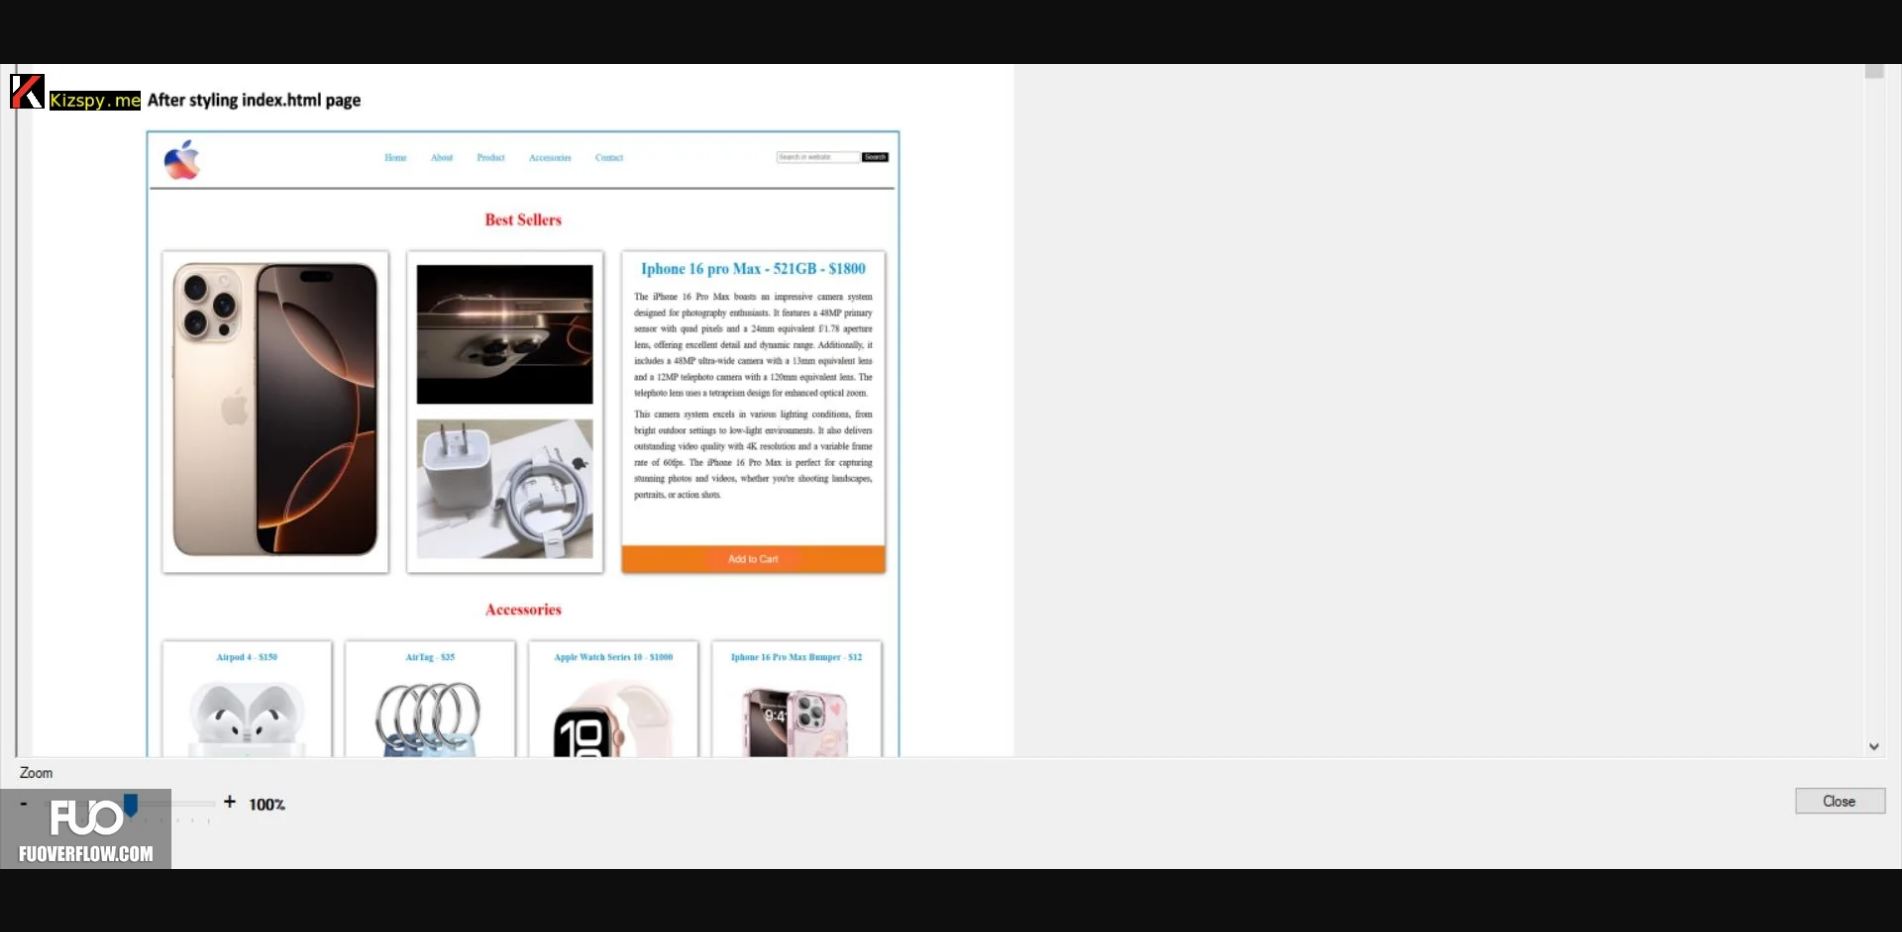 Kizspy.me After styling index.html page
Home About Product Accessories Contact Search in website Search
Best Sellers
Iphone 16 pro Max - 521GB - $1800
The iPhone 16 Pro Max boasts an impressive camera system
designed for photography enthusiasts. It features a 48MP primary
sensor with quad pixels and a 24mm equivalent f/1.78 aperture
lens, offering excellent detail and dynamic range. Additionally, it
includes a 48MP ultra-wide camera with a 13mm equivalent lens
and a 12MP telephoto camera with a 120mm equivalent lens. The
telephoto lens uses a tetraprism design for enhanced optical zoom.
This camera system excels in various lighting conditions, from
bright outdoor settings to low-light environments. It also delivers
outstanding video quality with 4K resolution and a variable frame
rate of 60fps. The iPhone 16 Pro Max is perfect for capturing
stunning photos and videos, whether you're shooting landscapes,
portraits, or action shots.
Add to Cart
Accessories
Airpod 4 - $150
AirTag - $35
Apple Watch Series 10 - $1000
Iphone 16 Pro Max Bumper - $12
10
9:4
Zoom
- + 100%
Close
FUO
FUOVERFLOW.COM